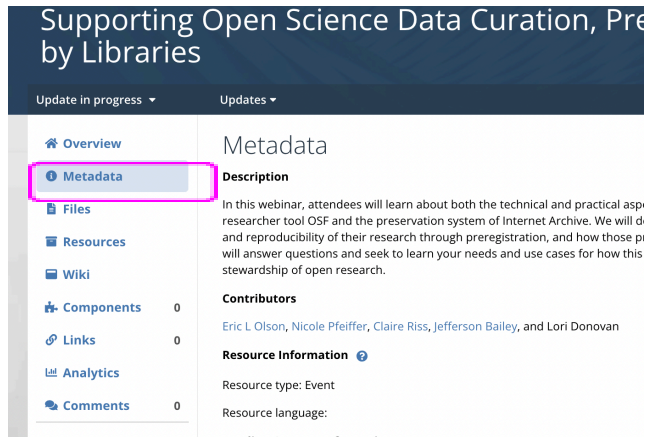 Supporting Open Science Data Curation, Pre
by Libraries
Update in progress
Updates
Overview
Metadata
Files
Resources
Wiki
Components 0
Links 0
Analytics
Comments 0
Metadata
Description
In this webinar, attendees will learn about both the technical and practical aspe
researcher tool OSF and the preservation system of Internet Archive. We will de
and reproducibility of their research through preregistration, and how those pr
will answer questions and seek to learn your needs and use cases for how this
stewardship of open research.
Contributors
Eric L Olson, Nicole Pfeiffer, Claire Riss, Jefferson Bailey, and Lori Donovan
Resource Information
Resource type: Event
Resource language: